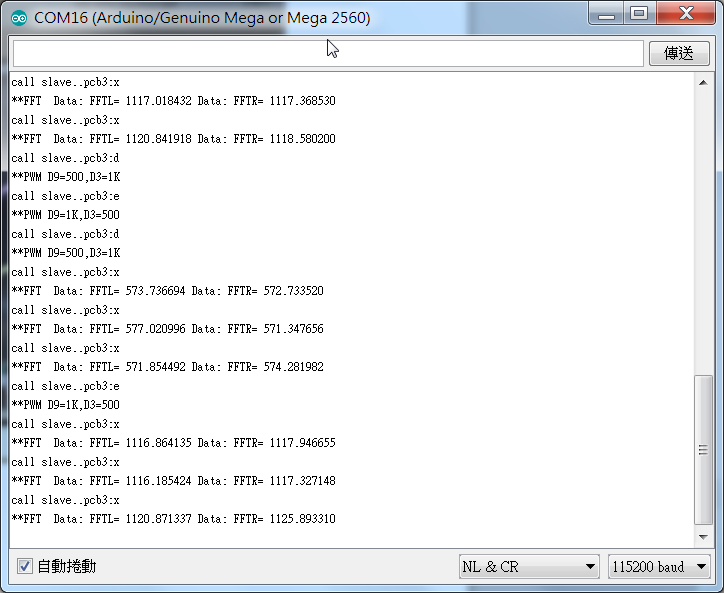 COM16 (Arduino/Genuino Mega or Mega 2560)
傳送
call slave..pcb3:x
**FFT  Data: FFTL= 1117.018432 Data: FFTR= 1117.368530
call slave..pcb3:x
**FFT  Data: FFTL= 1120.841918 Data: FFTR= 1118.580200
call slave..pcb3:d
**PWM D9=500,D3=1K
call slave..pcb3:e
**PWM D9=1K,D3=500
call slave..pcb3:d
**PWM D9=500,D3=1K
call slave..pcb3:x
**FFT  Data: FFTL= 573.736694 Data: FFTR= 572.733520
call slave..pcb3:x
**FFT  Data: FFTL= 577.020996 Data: FFTR= 571.347656
call slave..pcb3:x
**FFT  Data: FFTL= 571.854492 Data: FFTR= 574.281982
call slave..pcb3:e
**PWM D9=1K,D3=500
call slave..pcb3:x
**FFT  Data: FFTL= 1116.864135 Data: FFTR= 1117.946655
call slave..pcb3:x
**FFT  Data: FFTL= 1116.185424 Data: FFTR= 1117.327148
call slave..pcb3:x
**FFT  Data: FFTL= 1120.871337 Data: FFTR= 1125.893310
自動捲動
NL & CR
115200 baud